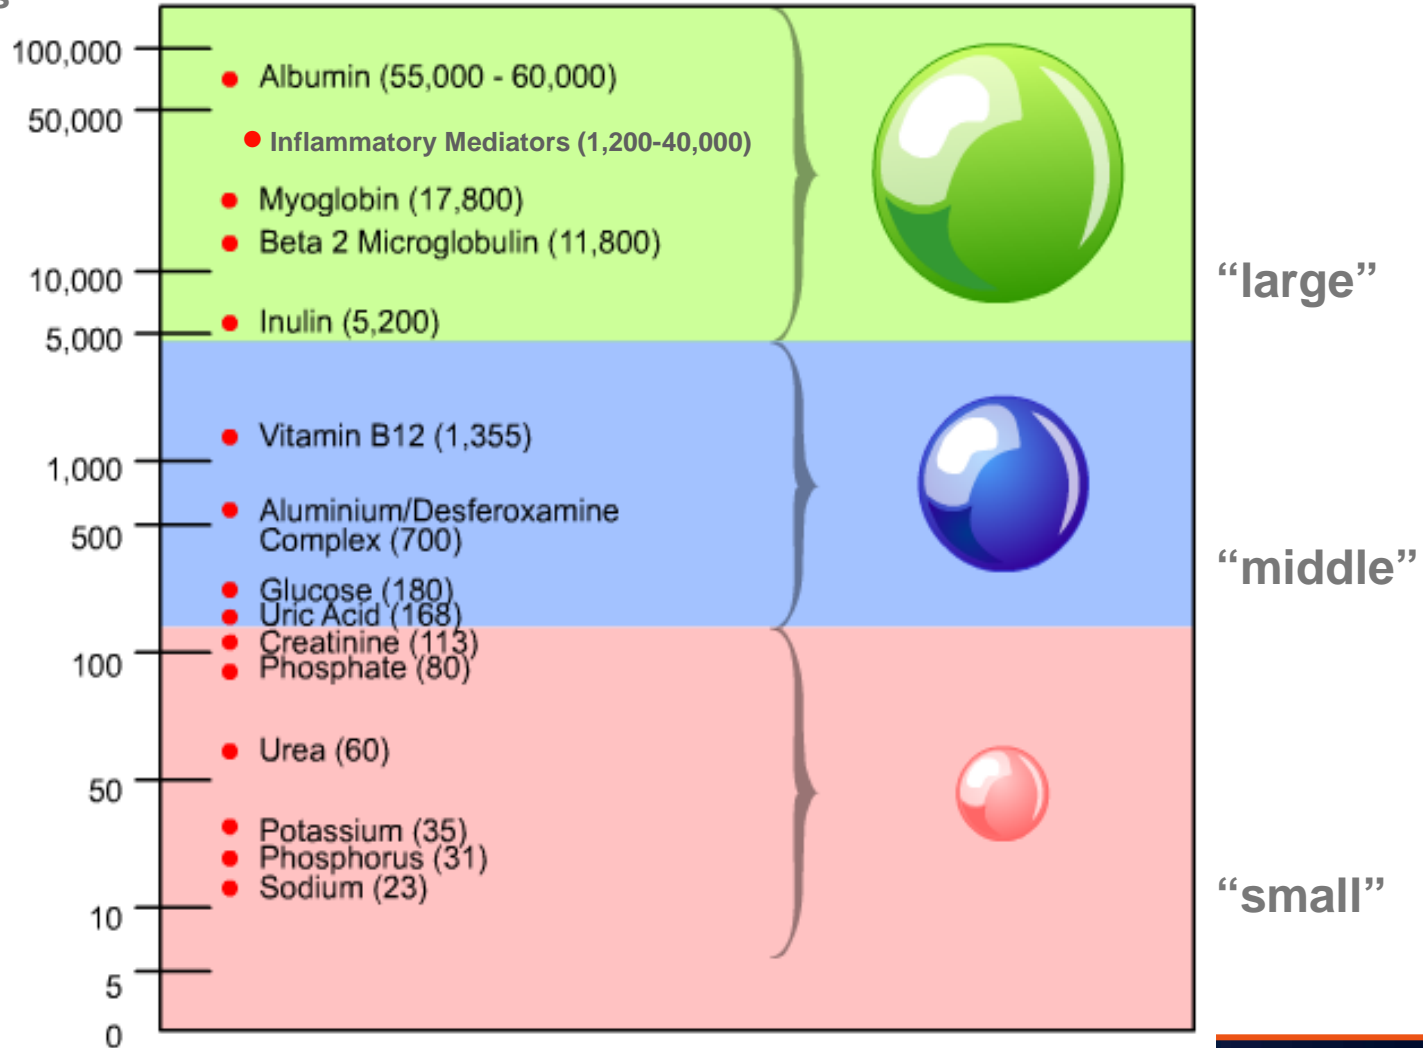 100,000
Albumin (55,000 - 60,000)
50,000
Inflammatory Mediators (1,200-40,000)
Myoglobin (17,800)
Beta 2 Microglobulin (11,800)
10,000
“large”
Inulin (5,200)
5,000
Vitamin B12 (1,355)
1,000
Aluminium/Desferoxamine
Complex (700)
500
“middle”
Glucose (180)
Uric Acid (168)
Creatinine (113)
100
Phosphate (80)
Urea (60)
50
Potassium (35)
Phosphorus (31)
Sodium (23)
“small”
10
5
0